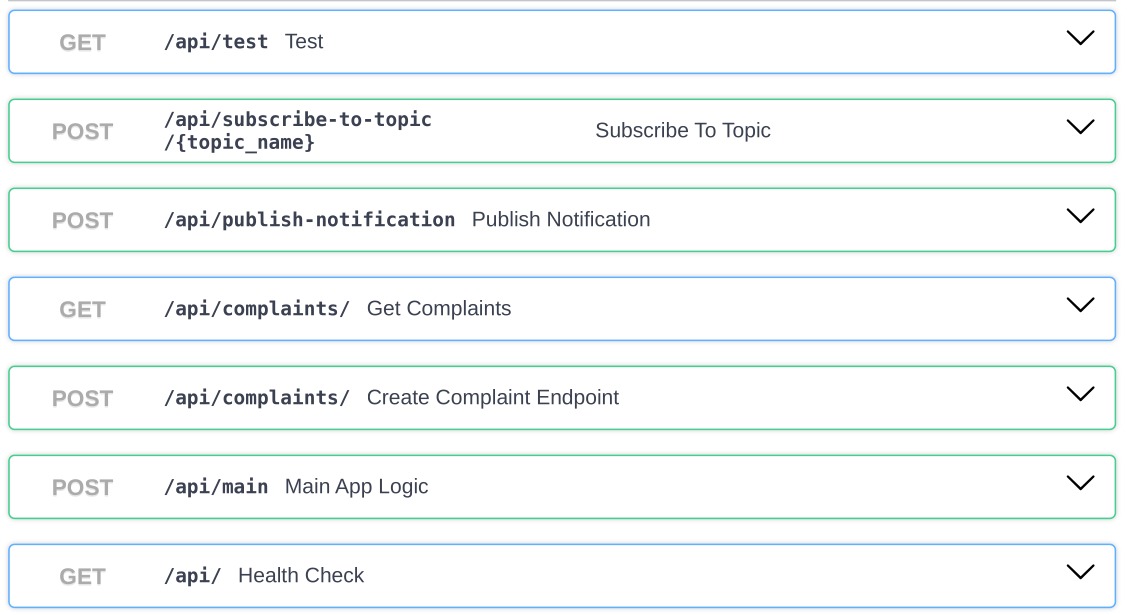 GET /api/test Test
POST /api/subscribe-to-topic
/{topic_name} Subscribe To Topic
POST /api/publish-notification Publish Notification
GET /api/complaints/ Get Complaints
POST /api/complaints/ Create Complaint Endpoint
POST /api/main Main App Logic
GET /api/ Health Check